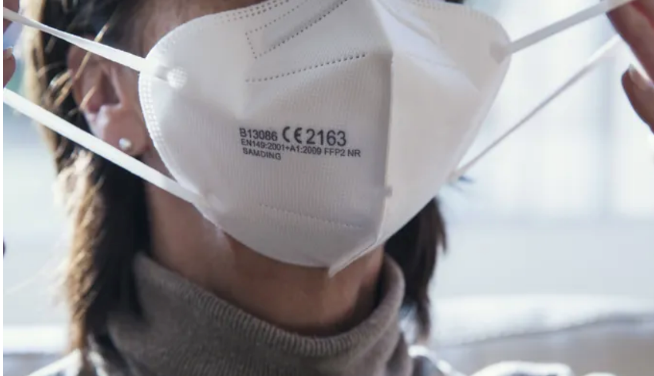 B13086 CE 2163
EN149:2001+A1:2009 FFP2 NR
SAMDING